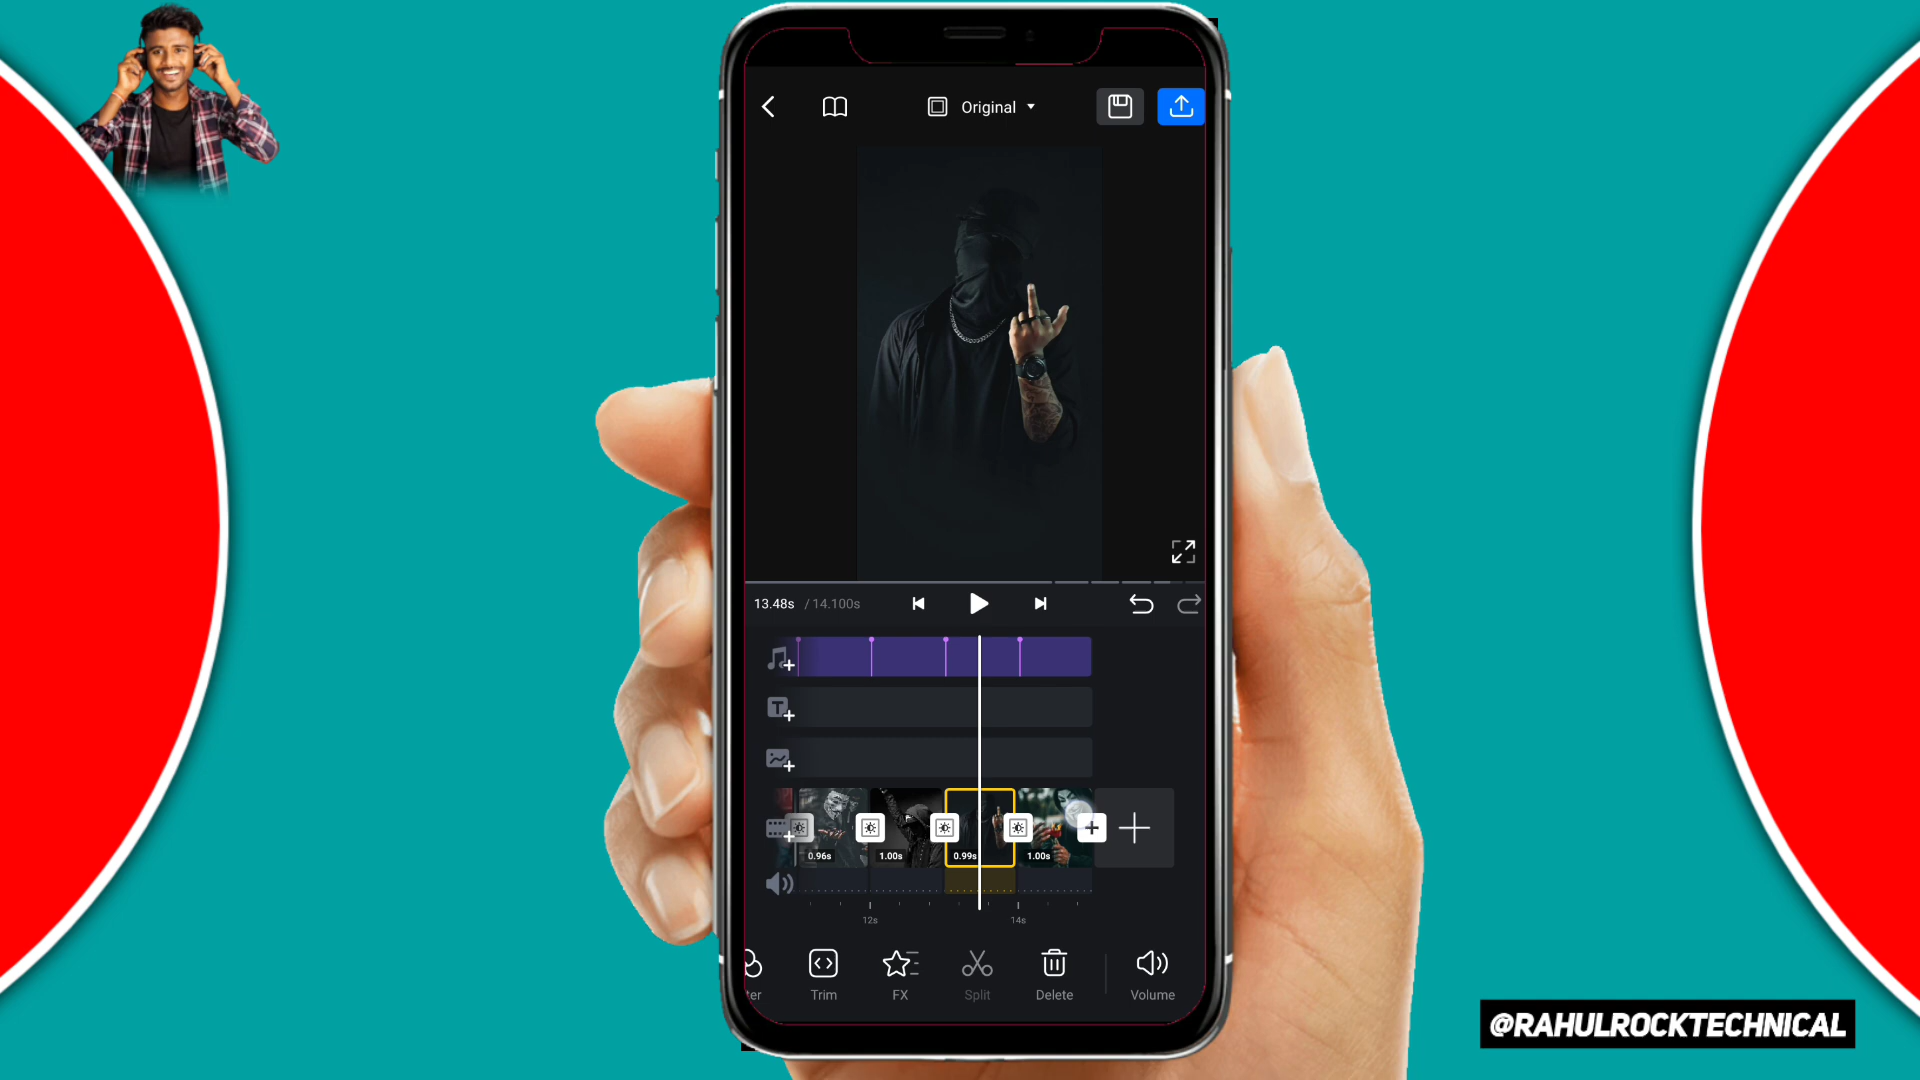 Original
13.48s / 14.100s
T
0.96s
1.00s
0.99s
1.00s
12s
14s
ter
Trim
FX
Split
Delete
Volume
@RAHULROCKTECHNICAL